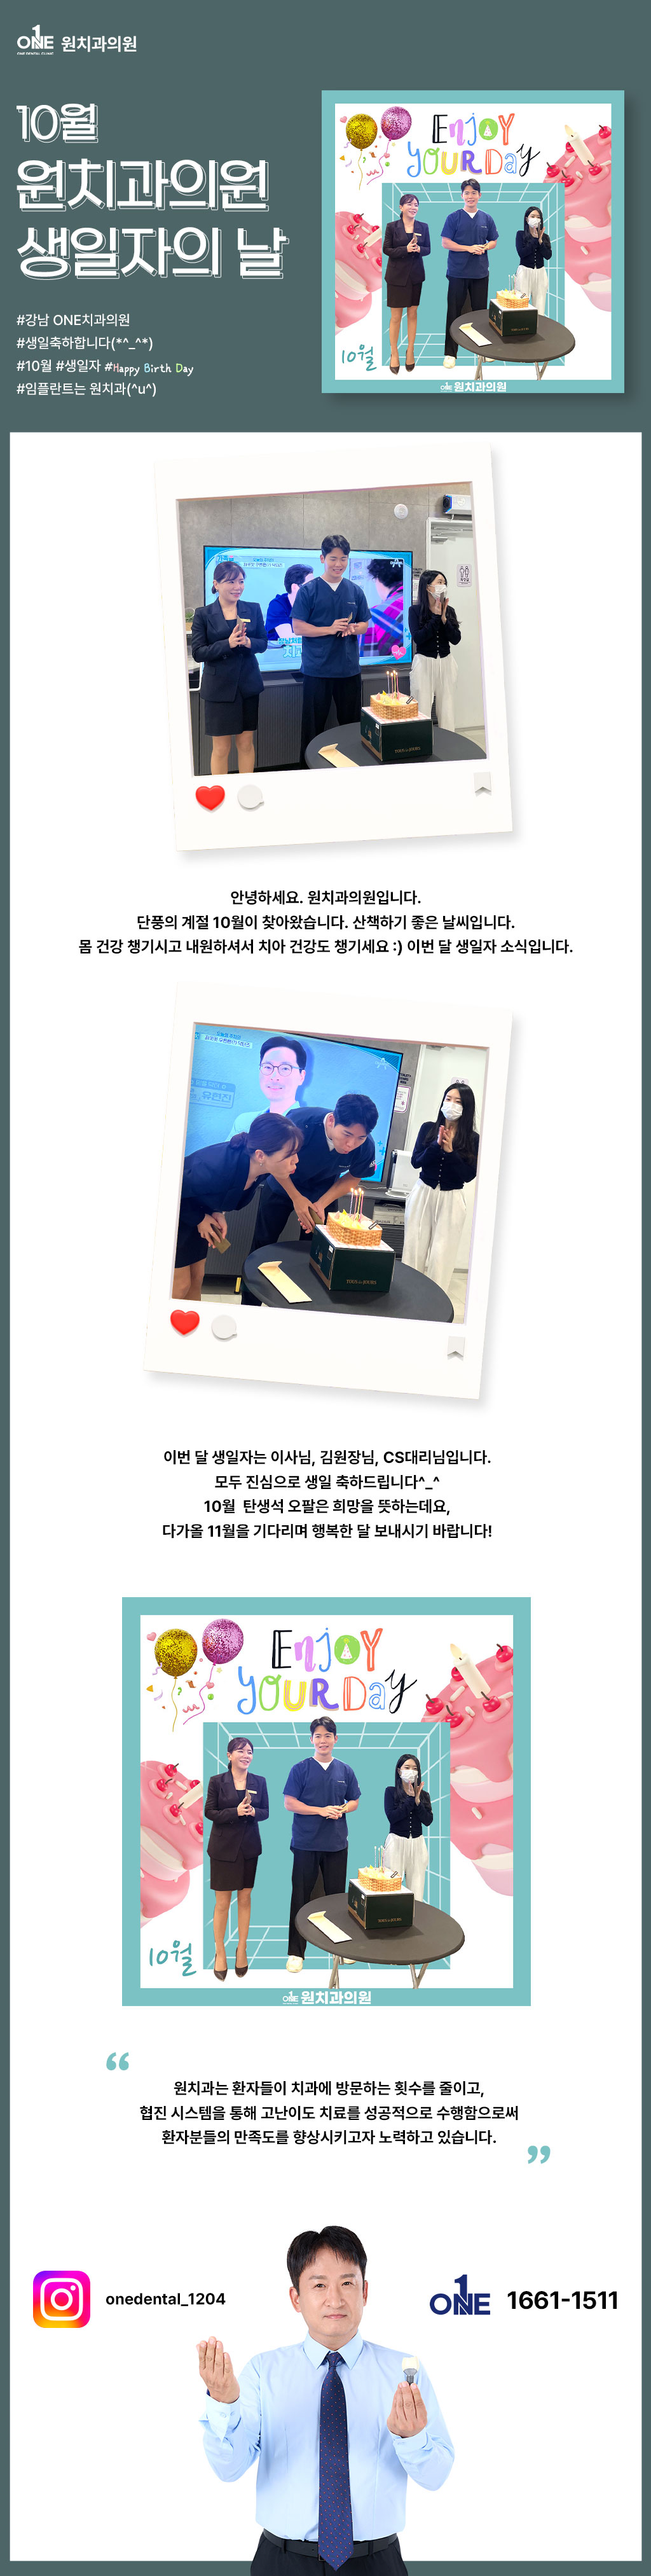 ONE 원치과의원
ONE DENTAL CLINIC
10월
원치과의원
생일자의 날
#강남 ONE치과의원
#생일축하합니다(*^_^*)
#10월 #생일자 #Happy Birth Day
#임플란트는 원치과(^u^)
ENJOY
YOUR Day
10월
ONE 원치과의원
TOUS les JOURS
안녕하세요. 원치과의원입니다.
단풍의 계절 10월이 찾아왔습니다. 산책하기 좋은 날씨입니다.
몸 건강 챙기시고 내원하셔서 치아 건강도 챙기세요 :) 이번 달 생일자 소식입니다.
유현진
TOUS les JOURS
이번 달 생일자는 이사님, 김원장님, CS대리님입니다.
모두 진심으로 생일 축하드립니다^_^
10월 탄생석 오팔은 희망을 뜻하는데요,
다가올 11월을 기다리며 행복한 달 보내시기 바랍니다!
ENJOY
YOUR Day
10월
ONE 원치과의원
“
원치과는 환자들이 치과에 방문하는 횟수를 줄이고,
협진 시스템을 통해 고난이도 치료를 성공적으로 수행함으로써
환자분들의 만족도를 향상시키고자 노력하고 있습니다.
”
onedental_1204
ONE 1661-1511